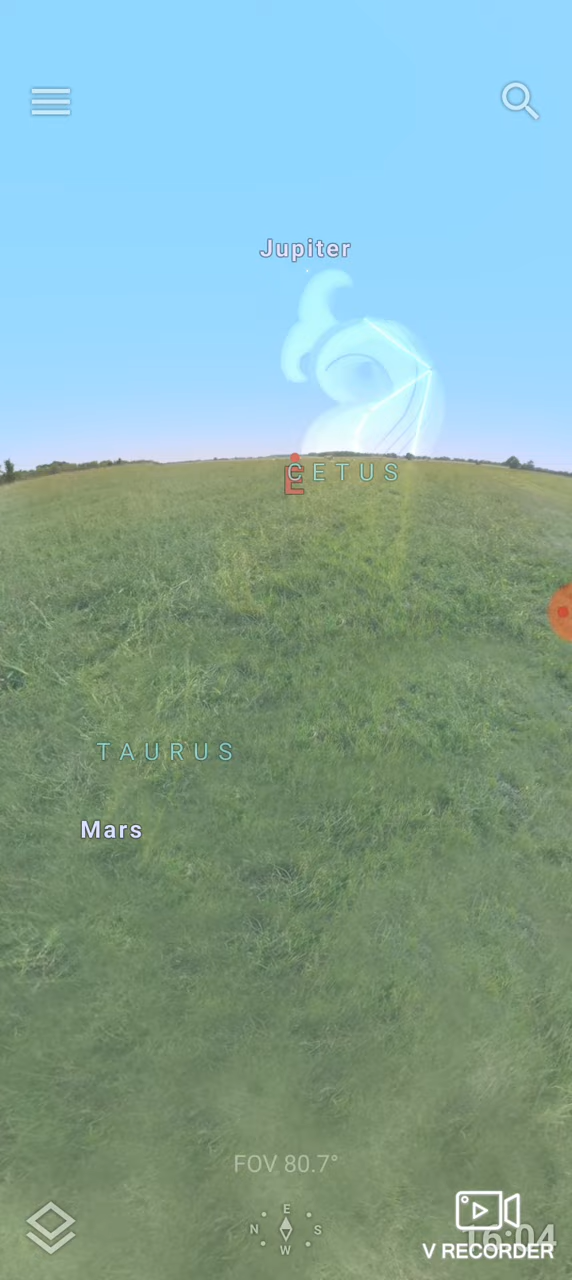 Jupiter
CETUS
E
TAURUS
Mars
FOV 80.7°
E
N S
W
16:04
V RECORDER